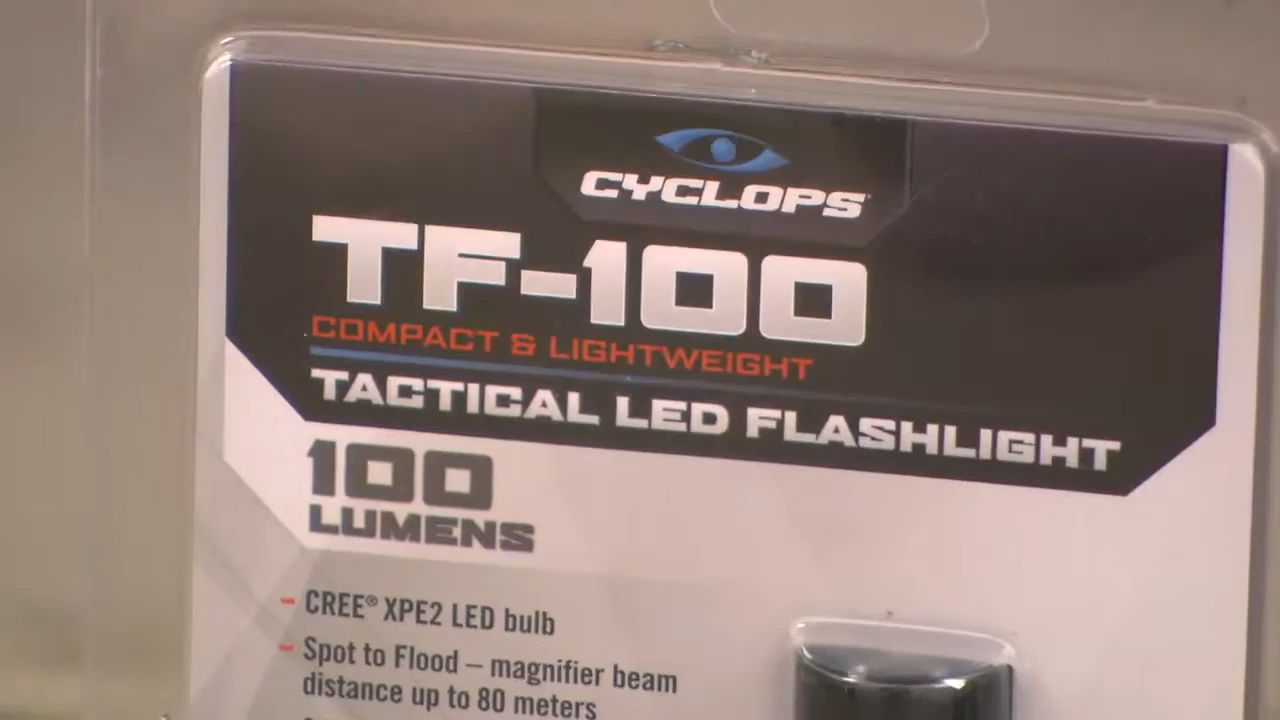 CYCLOPS
TF-100
COMPACT & LIGHTWEIGHT
TACTICAL LED FLASHLIGHT
100
LUMENS
– CREE® XPE2 LED bulb
– Spot to Flood – magnifier beam
distance up to 80 meters